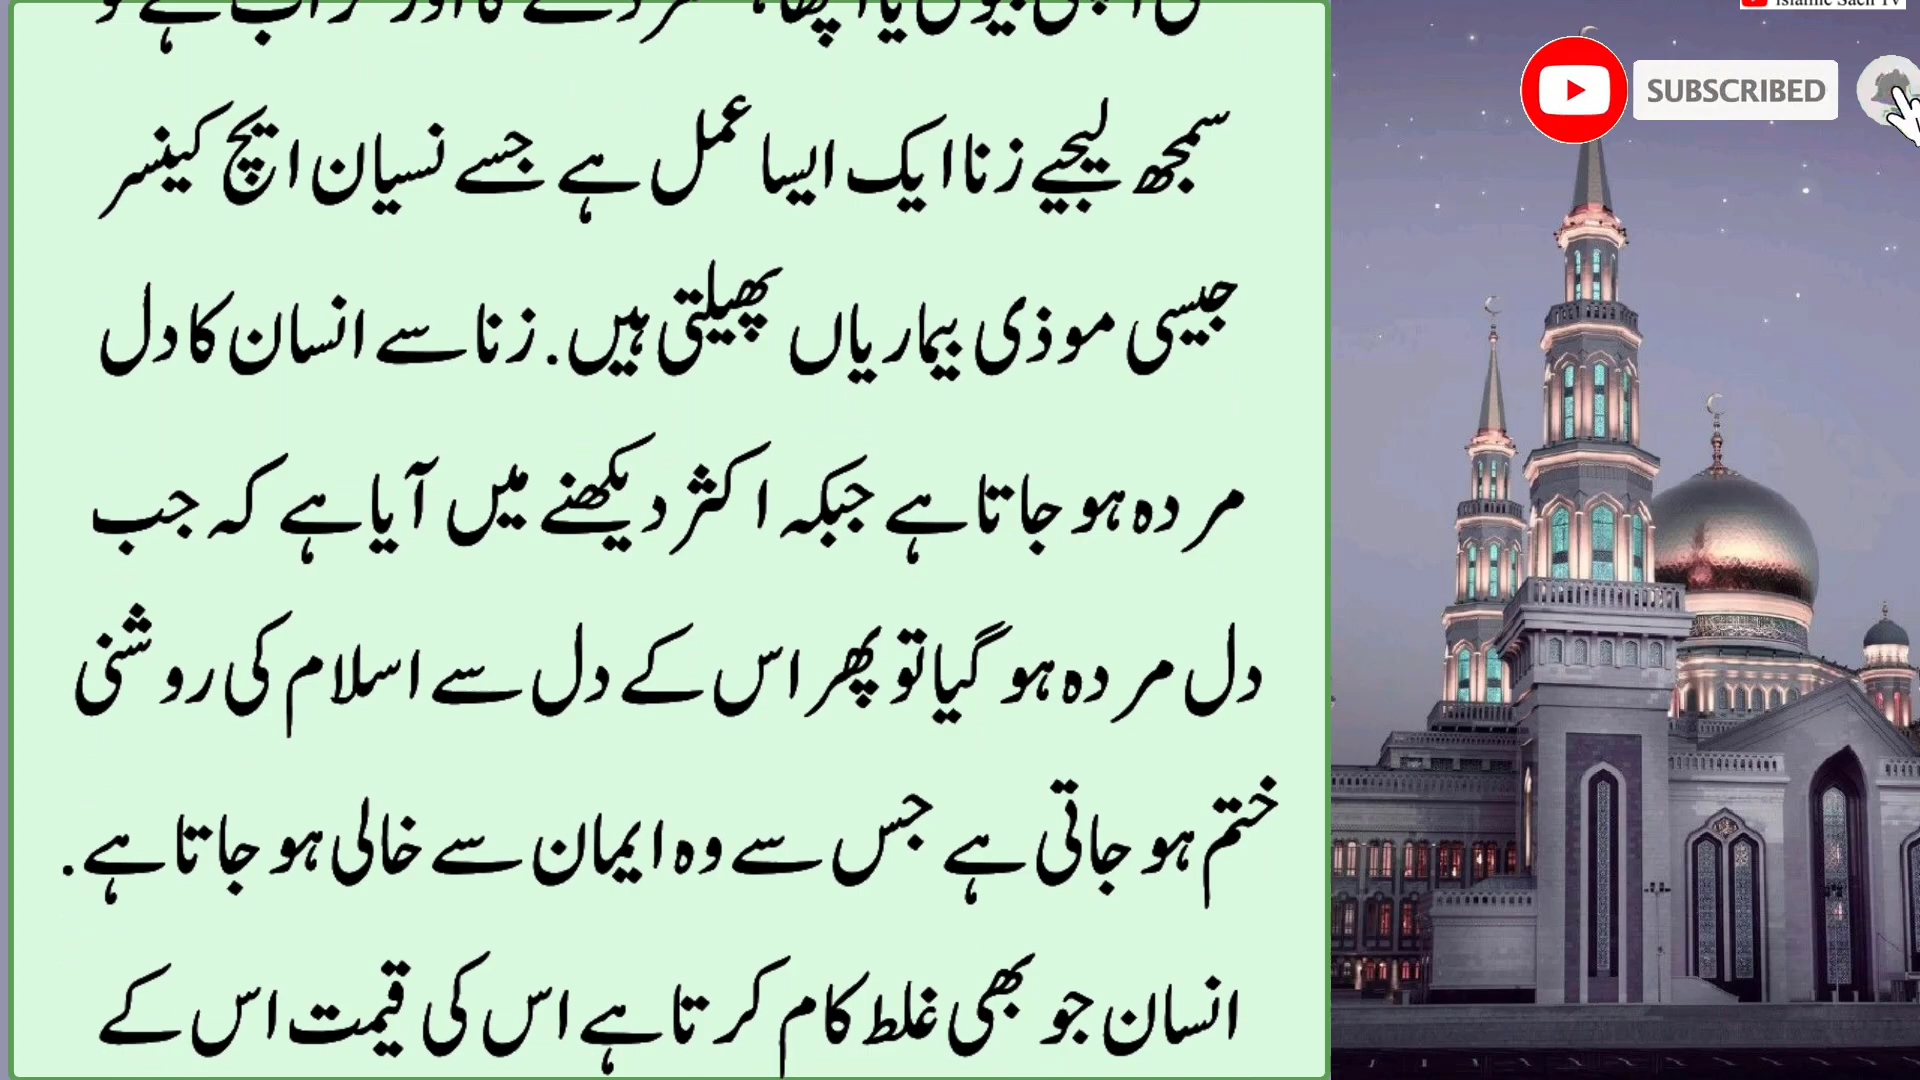 سمجھ لیجیے زنا ایک ایسا عمل ہے جسے نسیان ایچ کینسر
جیسی موذی بیماریاں پھیلتی ہیں. زنا سے انسان کا دل
مردہ ہو جاتا ہے جبکہ اکثر دیکھنے میں آیا ہے کہ جب
دل مردہ ہو گیا تو پھر اس کے دل سے اسلام کی روشنی
ختم ہو جاتی ہے جس سے وہ ایمان سے خالی ہو جاتا ہے.
انسان جو بھی غلط کام کرتا ہے اس کی قیمت اس کے
Islamic Sach Tv
SUBSCRIBED